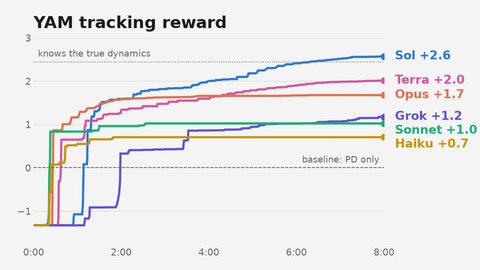 YAM tracking reward
3
knows the true dynamics
Sol +2.6
Terra +2.0
2
Opus +1.7
Grok +1.2
1
Sonnet +1.0
Haiku +0.7
baseline: PD only
0
−1
0:00 2:00 4:00 6:00 8:00